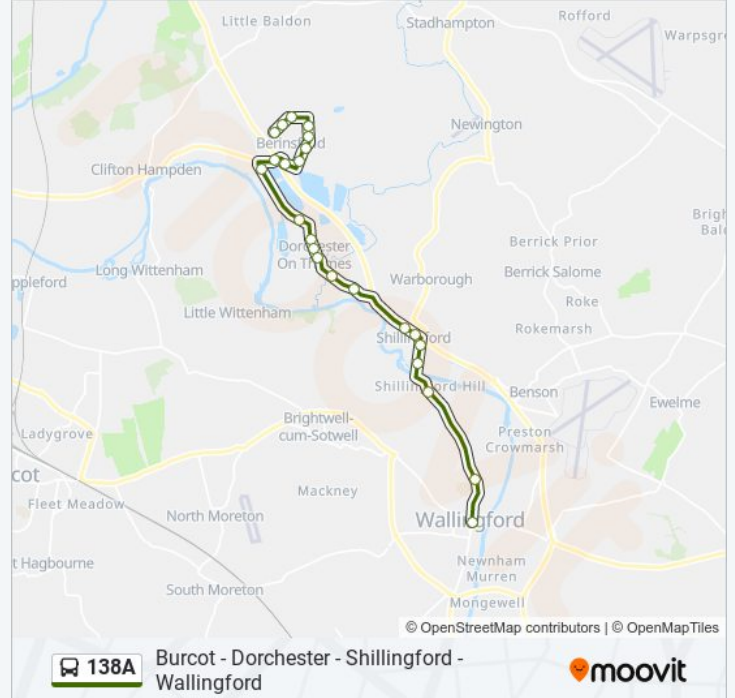 Little Baldon
Stadhampton
Rofford
Warpsgr
Newington
Berinsfield
Clifton Hampden
Brigh
Bal
Berrick Prior
Dorchester
On Thames
Long Wittenham
Warborough
Berrick Salome
ppleford
Roke
Little Wittenham
Rokemarsh
Shillingford
Shillingford Hill
Benson
Ewelme
Brightwell-
cum-Sotwell
Preston
Crowmarsh
Ladygrove
cot
Mackney
Fleet Meadow
North Moreton
Wallingford
t Hagbourne
Newnham
Murren
South Moreton
Mongewell
© OpenStreetMap contributors | © OpenMapTiles
138A
Burcot - Dorchester - Shillingford -
Wallingford
moovit